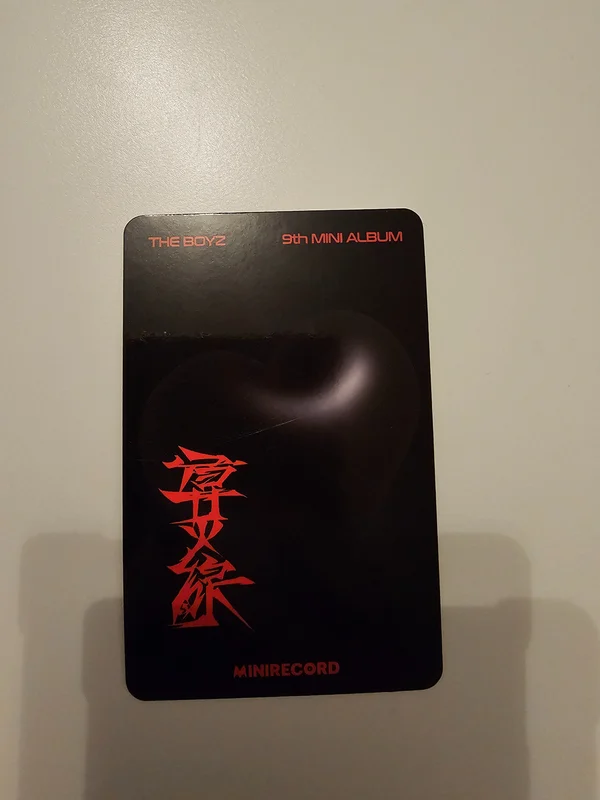 THE BOYZ 9th MINI ALBUM
導火線
MINIRECORD